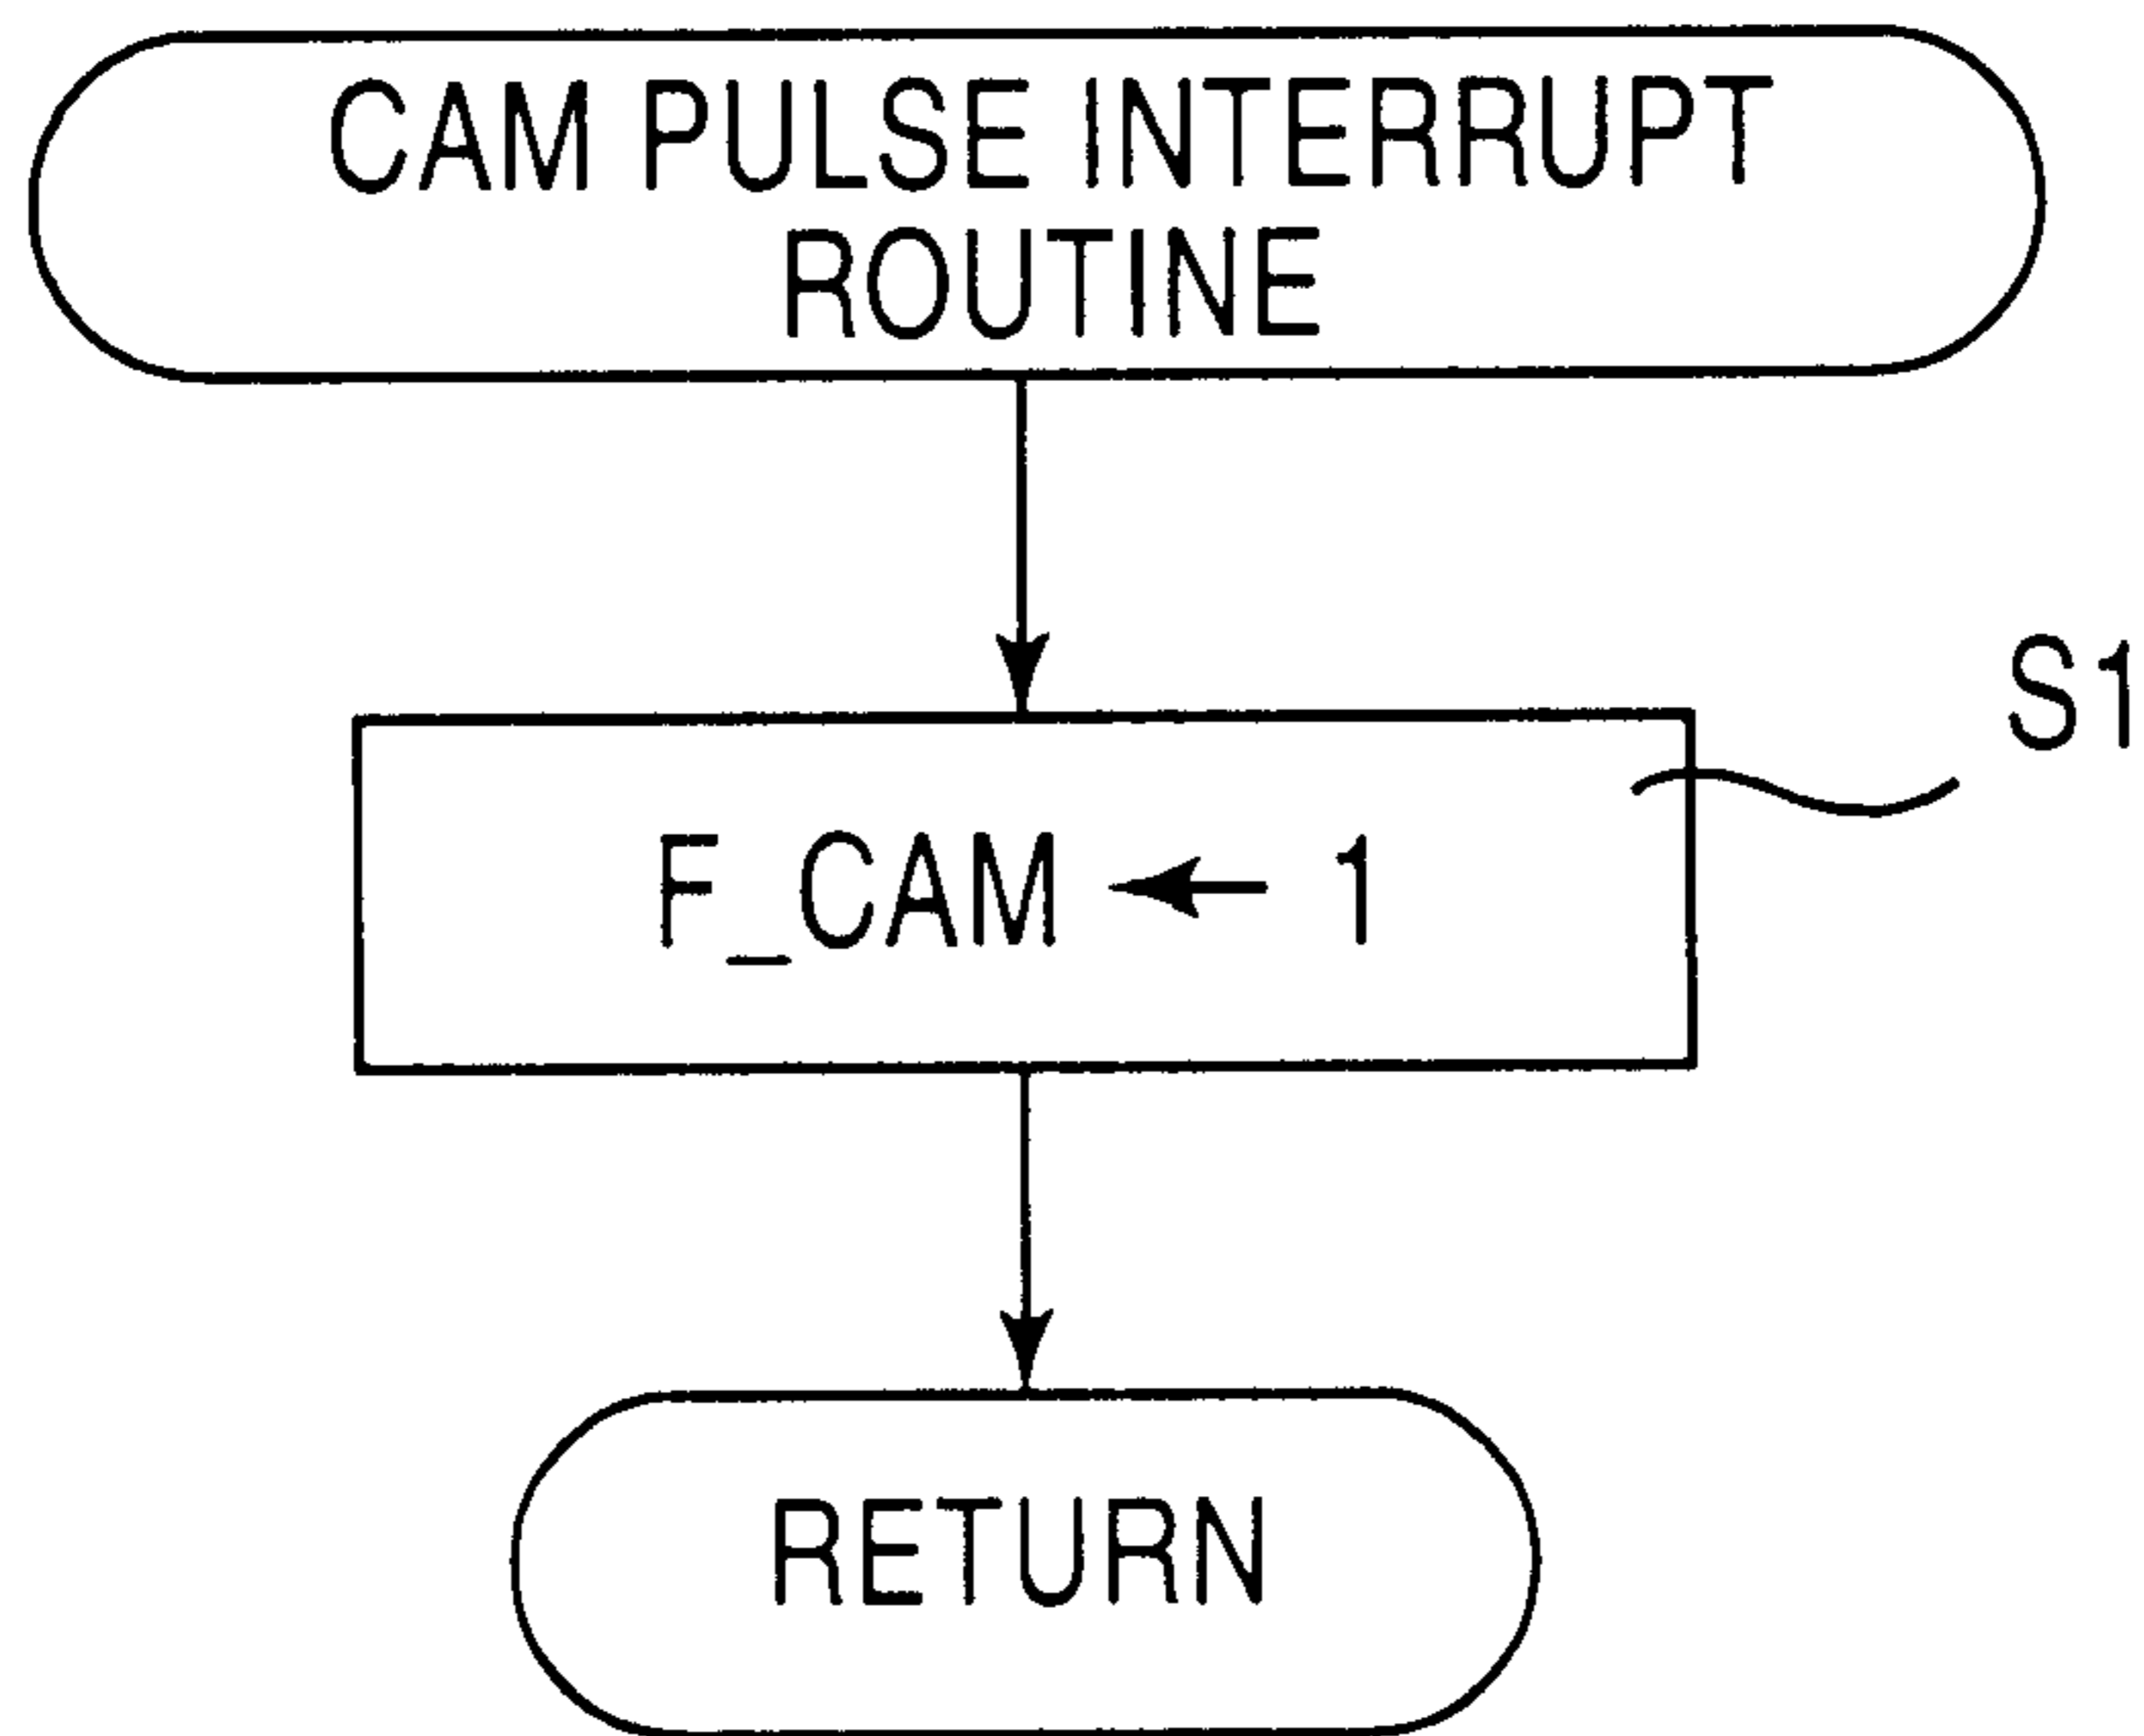 CAM PULSE INTERRUPT
ROUTINE
S1
F_CAM ← 1
RETURN